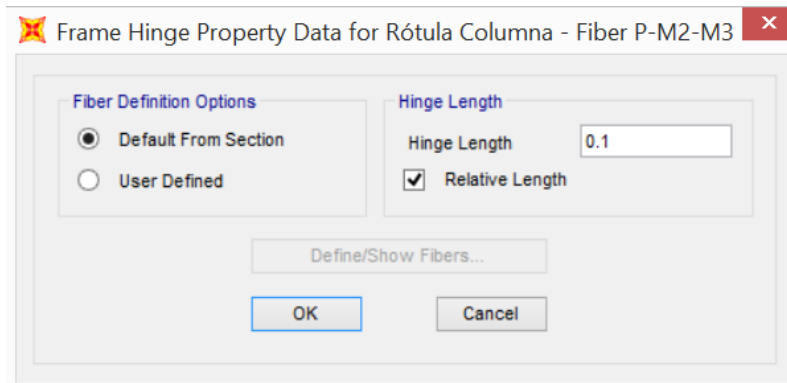 Frame Hinge Property Data for Rótula Columna - Fiber P-M2-M3
Fiber Definition Options
Default From Section
User Defined
Hinge Length
Hinge Length 0.1
Relative Length
Define/Show Fibers...
OK Cancel